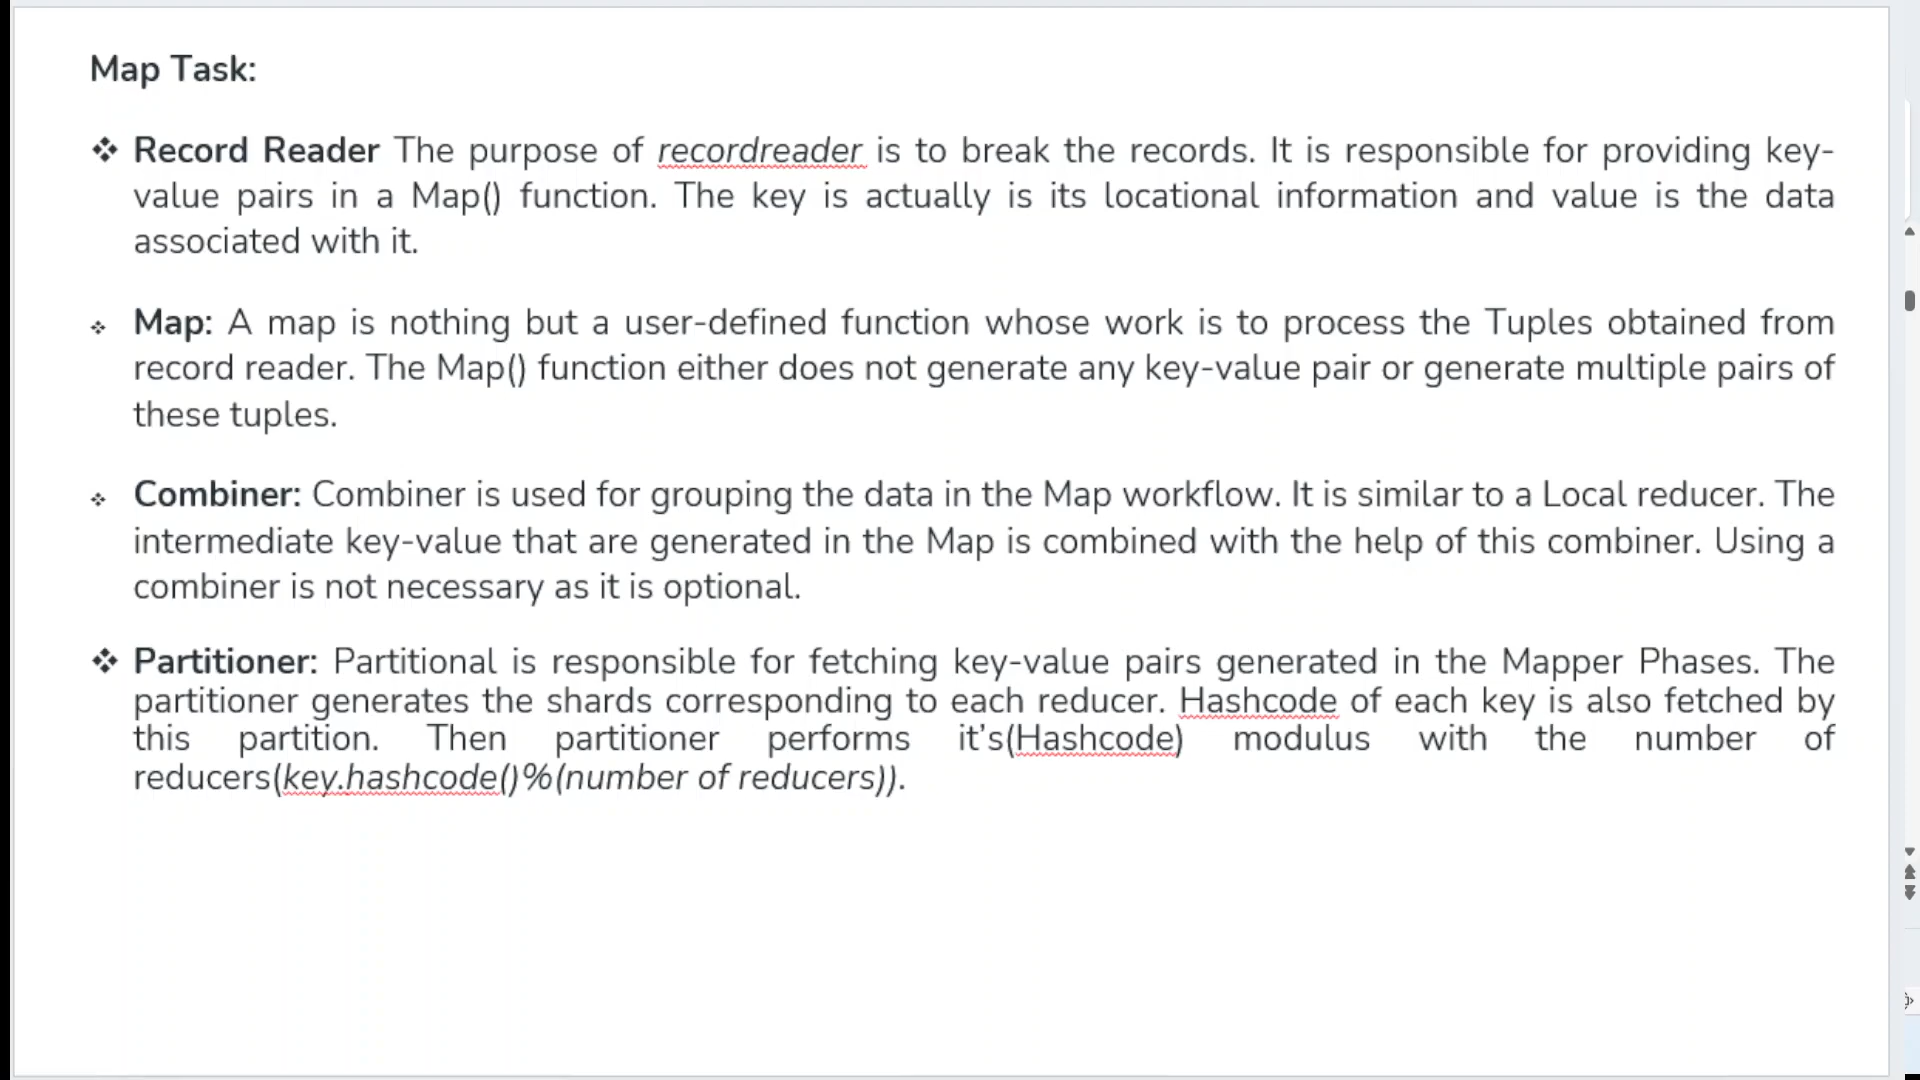 Map Task:
❖ Record Reader The purpose of recordreader is to break the records. It is responsible for providing key-
value pairs in a Map() function. The key is actually is its locational information and value is the data
associated with it.
❖ Map: A map is nothing but a user-defined function whose work is to process the Tuples obtained from
record reader. The Map() function either does not generate any key-value pair or generate multiple pairs of
these tuples.
❖ Combiner: Combiner is used for grouping the data in the Map workflow. It is similar to a Local reducer. The
intermediate key-value that are generated in the Map is combined with the help of this combiner. Using a
combiner is not necessary as it is optional.
❖ Partitioner: Partitional is responsible for fetching key-value pairs generated in the Mapper Phases. The
partitioner generates the shards corresponding to each reducer. Hashcode of each key is also fetched by
this partition. Then partitioner performs it’s(Hashcode) modulus with the number of
reducers(key.hashcode()%(number of reducers)).